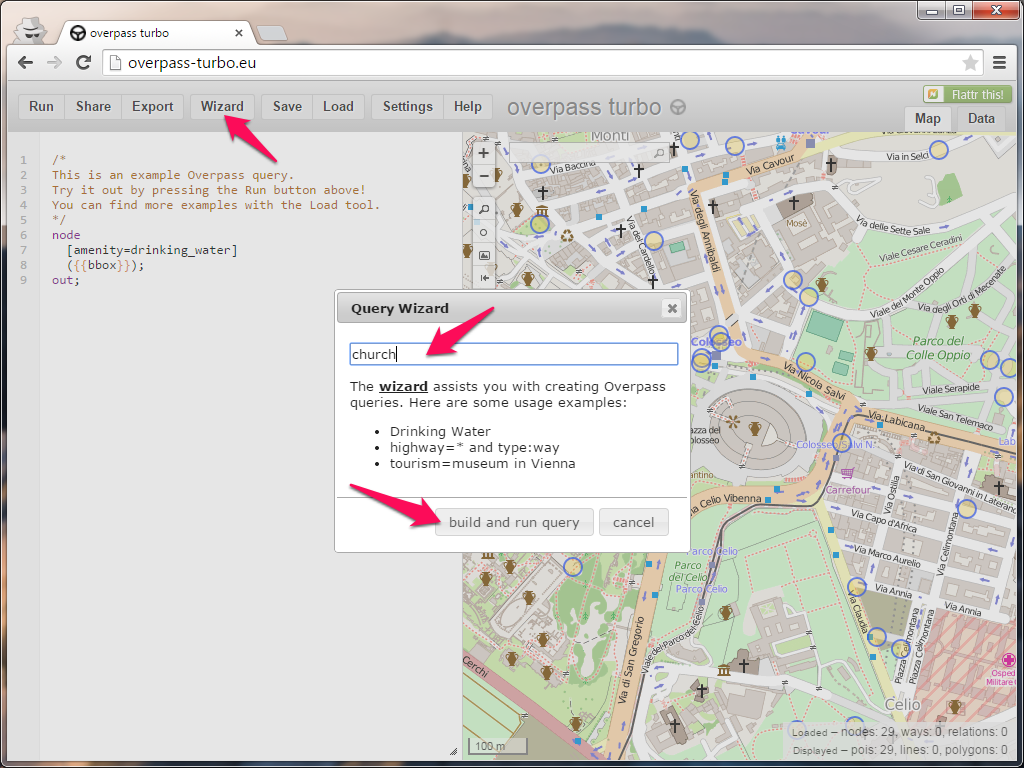 overpass turbo
overpass-turbo.eu
Run Share Export Wizard Save Load Settings Help
overpass turbo
Flattr this!
Map Data
1 /*
2 This is an example Overpass query.
3 Try it out by pressing the Run button above!
4 You can find more examples with the Load tool.
5 */
6 node
7 [amenity=drinking_water]
8 ({{bbox}});
9 out;
Query Wizard
church
The wizard assists you with creating Overpass
queries. Here are some usage examples:
Drinking Water
highway=* and type:way
tourism=museum in Vienna
build and run query cancel
Monti
Cavour
Via in Selci
Via Baccina
Via Cavour
Via degli Annibaldi
Via del Cardello
Mosè
Via delle Sette Sale
Viale Cesare Ceradini
Viale del Monte Oppio
Via degli Orti di Mecenate
Parco del
Colle Oppio
Colosseo
Via Nicola Salvi
Viale Serapide
Viale San Telemaco
Via Labicana
Colosseo/Salvi N.
Carrefour
Via di San Giovanni in Laterano
Via Ostilia
Via Capo d'Africa
Via Celimontana
Via Marco Aurelio
Via Annia
Via Annia
Via Claudia
Piazza Celimontana
Piazza Celimontana
Celio Vibenna
Parco Celio
Parco
del Celio
Parco Celio
Via di San Gregorio
Viale del Parco del Celio
Cerchi
Celio
Militare
100 m
Loaded – nodes: 29, ways: 0, relations: 0
Displayed – pois: 29, lines: 0, polygons: 0